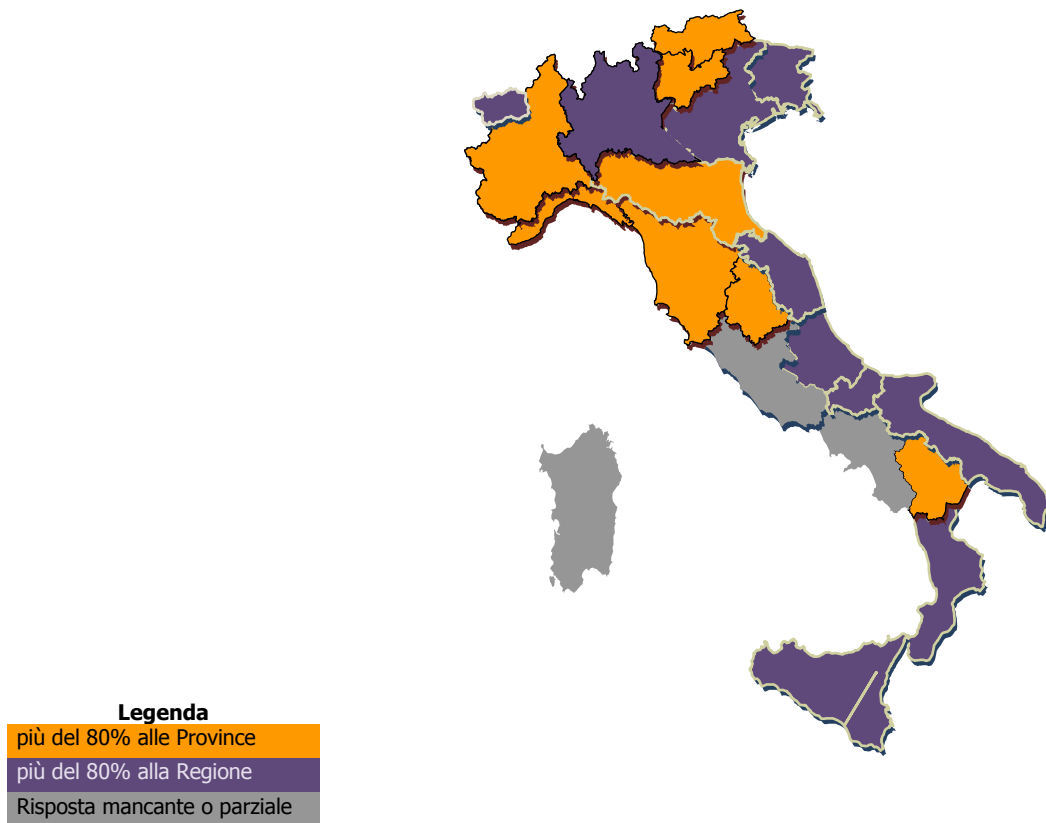 Legenda
più del 80% alle Province
più del 80% alla Regione
Risposta mancante o parziale